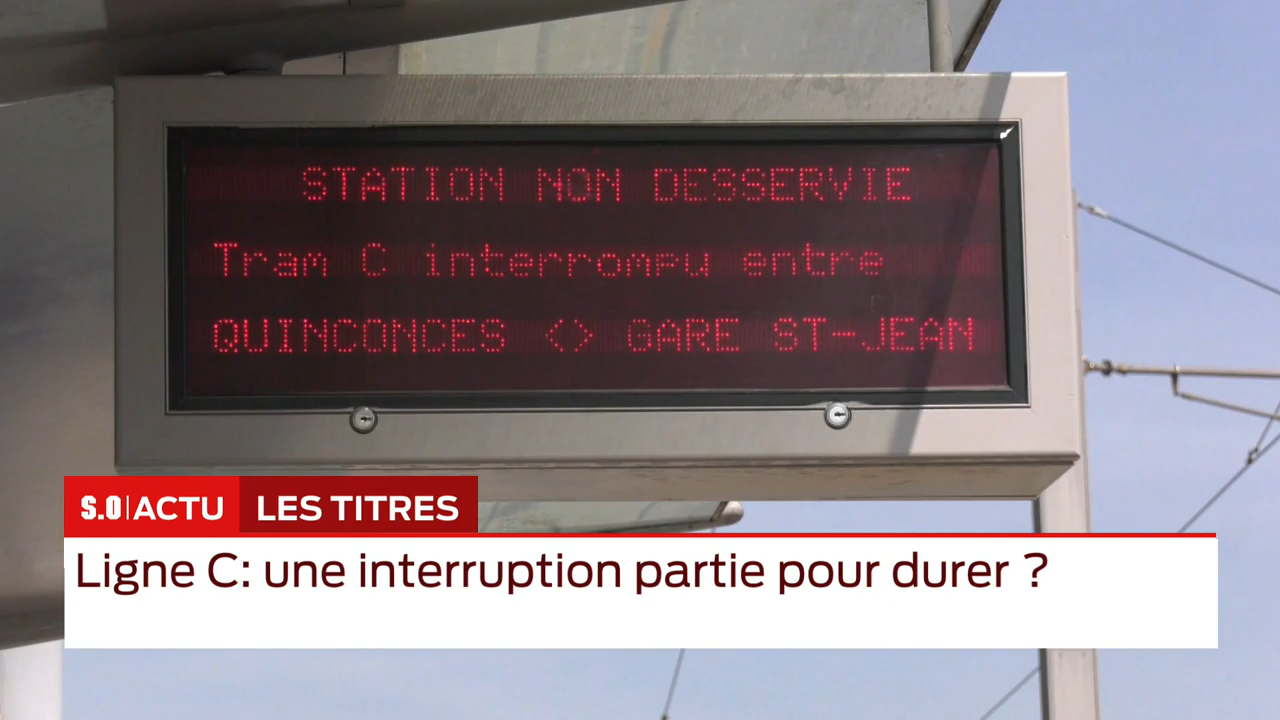 STATION NON DESSERVIE
Tram C interrompu entre
QUINCONCES <> GARE ST-JEAN
S.O|ACTU LES TITRES
Ligne C: une interruption partie pour durer ?